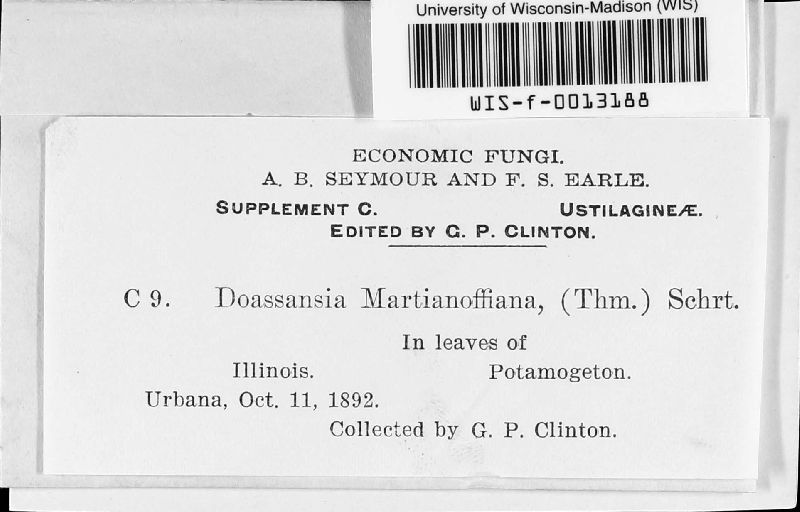 University of Wisconsin-Madison (WIS)
WIS-f-0013188
ECONOMIC FUNGI.
A. B. SEYMOUR AND F. S. EARLE.
SUPPLEMENT C. USTILAGINEÆ.
EDITED BY G. P. CLINTON.
C 9. Doassansia Martianoffiana, (Thm.) Schrt.
In leaves of
Illinois. Potamogeton.
Urbana, Oct. 11, 1892.
Collected by G. P. Clinton.